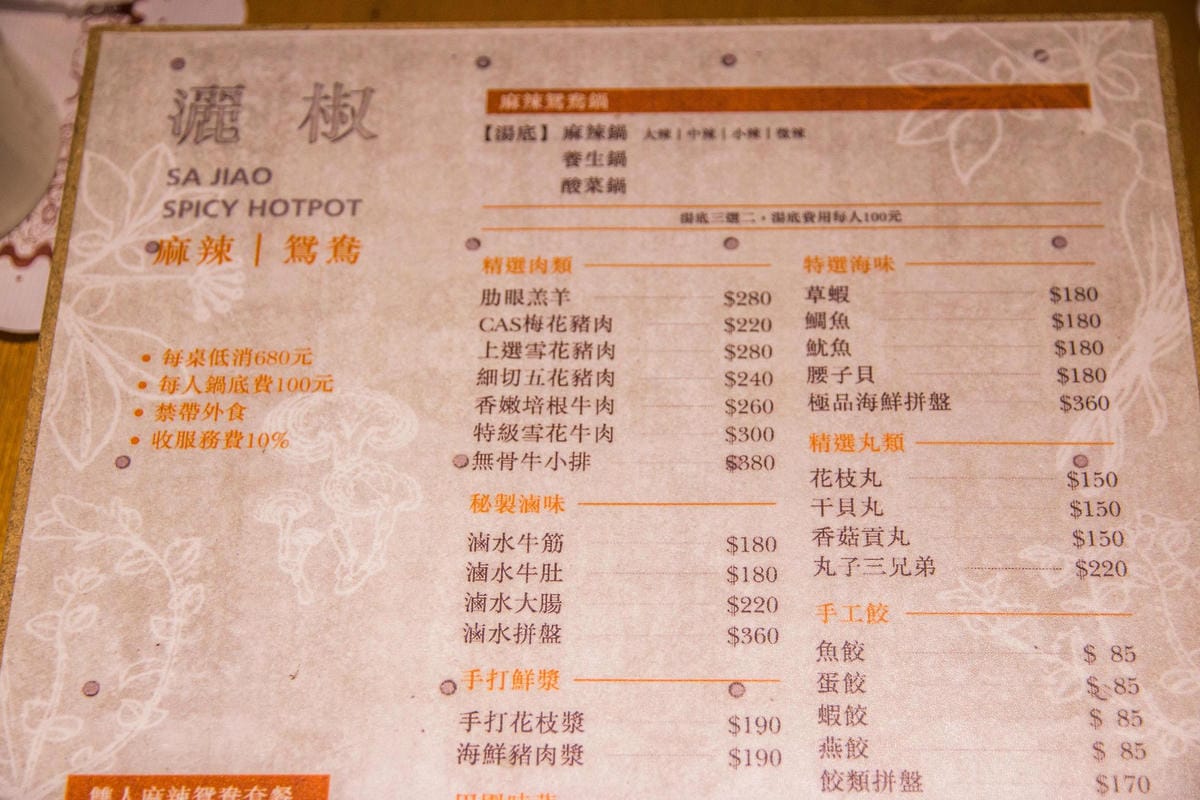 灑椒
SA JIAO
SPICY HOTPOT
麻辣 | 鴛鴦
• 每桌低消680元
• 每人鍋底費100元
• 禁帶外食
• 收服務費10%
雙人麻辣鴛鴦套餐
麻辣鴛鴦鍋
【湯底】麻辣鍋 大辣 | 中辣 | 小辣 | 微辣
養生鍋
酸菜鍋
湯底三選二，湯底費用每人100元
精選肉類
肋眼羔羊 $280
CAS梅花豬肉 $220
上選雪花豬肉 $280
細切五花豬肉 $240
香嫩培根牛肉 $260
特級雪花牛肉 $300
無骨牛小排 $380
秘製滷味
滷水牛筋 $180
滷水牛肚 $180
滷水大腸 $220
滷水拼盤 $360
手打鮮漿
手打花枝漿 $190
海鮮豬肉漿 $190
特選海味
草蝦 $180
鯛魚 $180
魷魚 $180
腰子貝 $180
極品海鮮拼盤 $360
精選丸類
花枝丸 $150
干貝丸 $150
香菇貢丸 $150
丸子三兄弟 $220
手工餃
魚餃 $ 85
蛋餃 $ 85
蝦餃 $ 85
燕餃 $ 85
餃類拼盤 $170